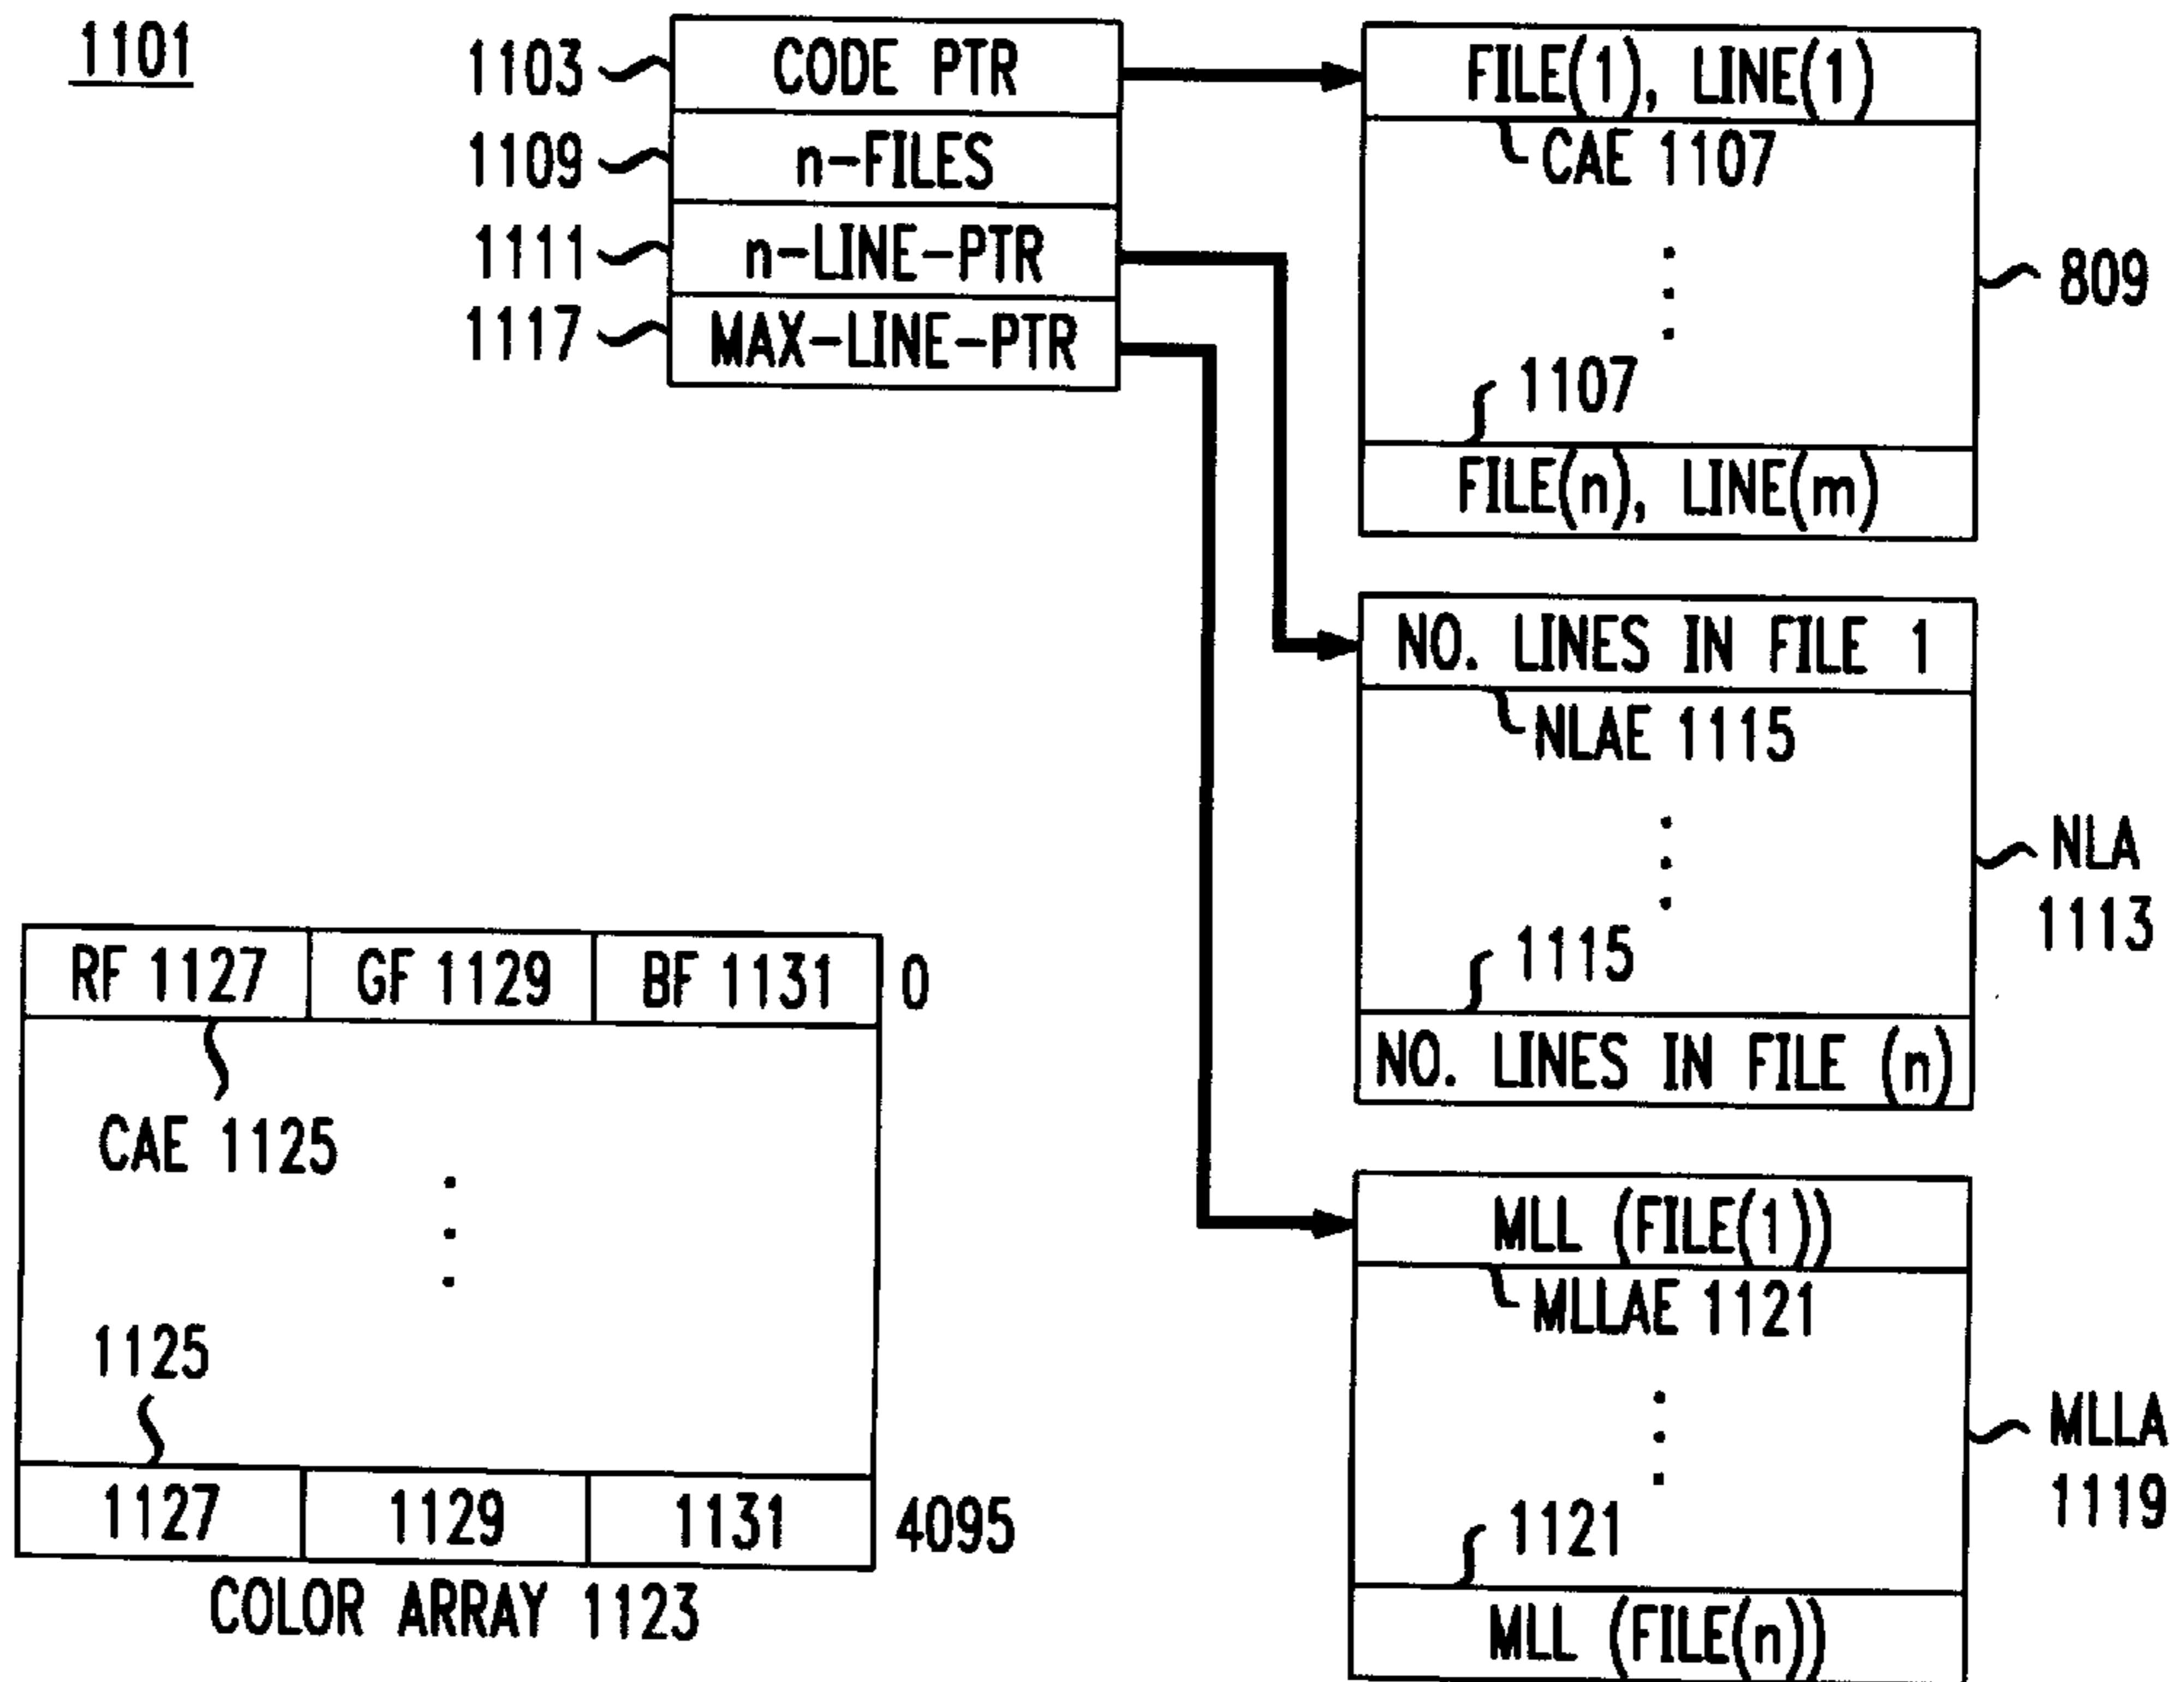 1101
1103 CODE PTR
1109 n-FILES
1111 n-LINE-PTR
1117 MAX-LINE-PTR
FILE(1), LINE(1)
CAE 1107
809
1107
FILE(n), LINE(m)
NO. LINES IN FILE 1
NLAE 1115
NLA
1113
1115
NO. LINES IN FILE (n)
MLL (FILE(1))
MLLAE 1121
MLLA
1119
1121
MLL (FILE(n))
RF 1127 GF 1129 BF 1131 0
CAE 1125
1125
1127 1129 1131 4095
COLOR ARRAY 1123